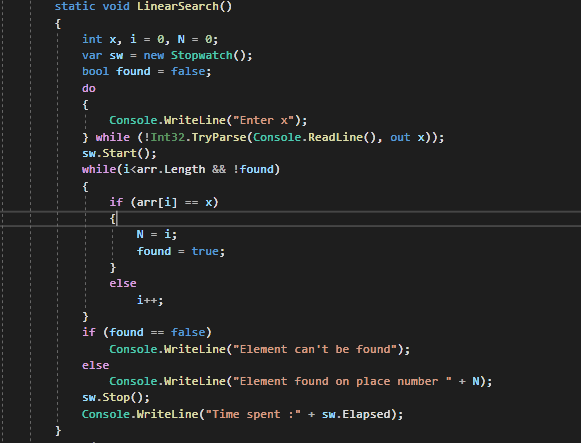 static void LinearSearch()
{
int x, i = 0, N = 0;
var sw = new Stopwatch();
bool found = false;
do
{
Console.WriteLine("Enter x");
} while (!Int32.TryParse(Console.ReadLine(), out x));
sw.Start();
while(i<arr.Length && !found)
{
if (arr[i] == x)
{
N = i;
found = true;
}
else
i++;
}
if (found == false)
Console.WriteLine("Element can't be found");
else
Console.WriteLine("Element found on place number " + N);
sw.Stop();
Console.WriteLine("Time spent :" + sw.Elapsed);
}